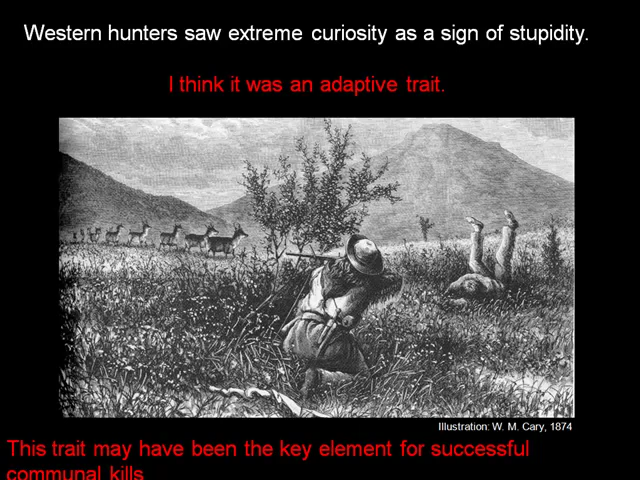 Western hunters saw extreme curiosity as a sign of stupidity.
I think it was an adaptive trait.
Illustration: W. M. Cary, 1874
This trait may have been the key element for successful
communal kills